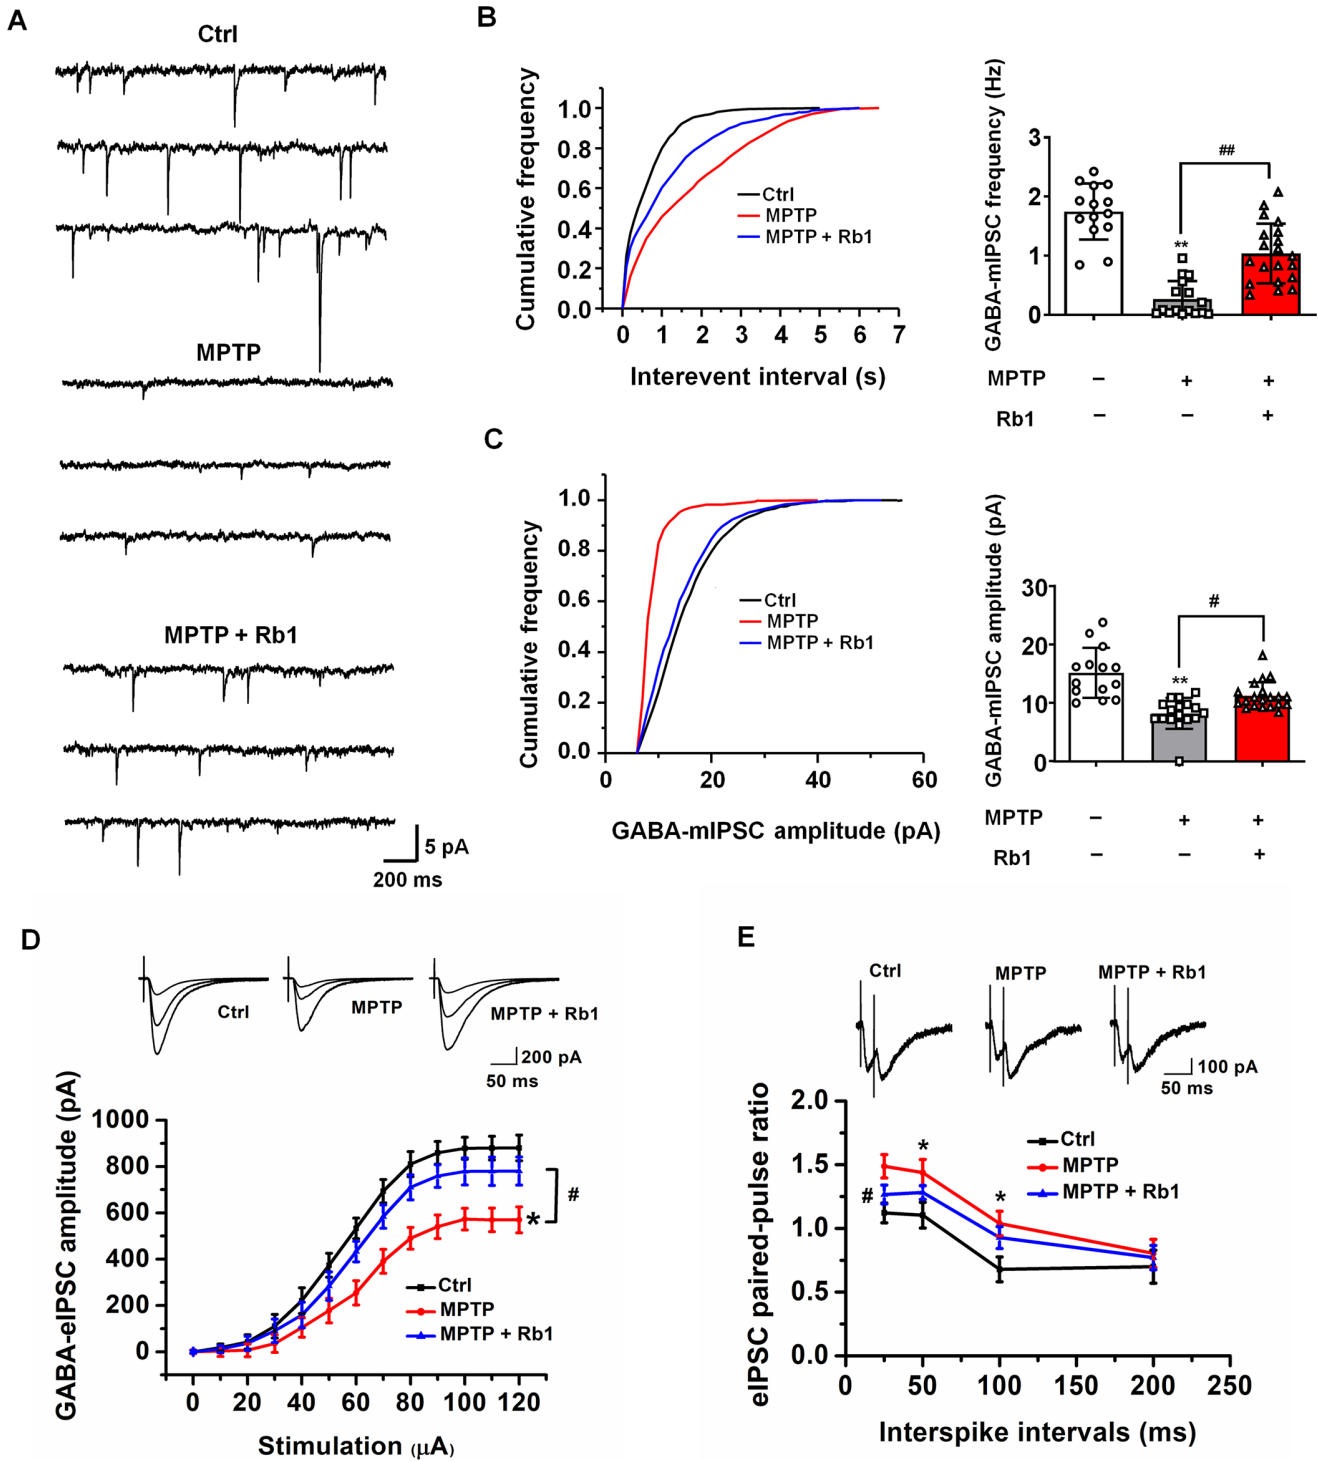 A
Ctrl
MPTP
MPTP + Rb1
5 pA
200 ms
B
Cumulative frequency
1.0
0.8
0.6
0.4
0.2
0.0
0 1 2 3 4 5 6 7
Interevent interval (s)
Ctrl
MPTP
MPTP + Rb1
GABA-mIPSC frequency (Hz)
3
2
1
0
**
##
MPTP − + +
Rb1 − − +
C
Cumulative frequency
1.0
0.8
0.6
0.4
0.2
0.0
0 20 40 60
GABA-mIPSC amplitude (pA)
Ctrl
MPTP
MPTP + Rb1
GABA-mIPSC amplitude (pA)
30
20
10
0
**
#
MPTP − + +
Rb1 − − +
D
Ctrl
MPTP
MPTP + Rb1
200 pA
50 ms
GABA-eIPSC amplitude (pA)
1000
800
600
400
200
0
0 20 40 60 80 100 120
Stimulation (μA)
Ctrl
MPTP
MPTP + Rb1
#
*
E
Ctrl
MPTP
MPTP + Rb1
100 pA
50 ms
eIPSC paired-pulse ratio
2.0
1.5
1.0
0.5
0.0
0 50 100 150 200 250
Interspike intervals (ms)
Ctrl
MPTP
MPTP + Rb1
#
*
*